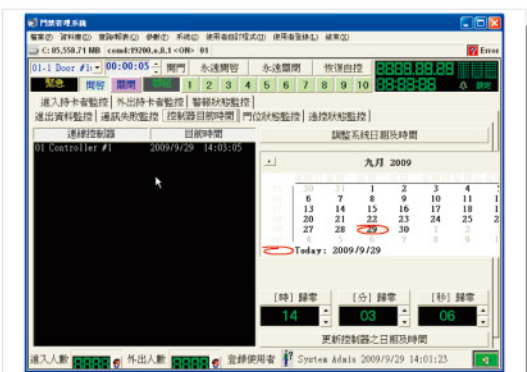 門禁管理系統
檔案(F) 資料庫(D) 查詢報表(Q) 參數(P) 系統(S) 使用者自訂程式(U) 使用者登錄(L) 結束(X)
C: 85,558.71 MB com4:19200,n,8,1 <ON> 01 Error
01-1 Door #1 00:00:05 開門 永遠開啓 永遠關閉 恢復自控
緊急 開啓 關閉 1 2 3 4 5 6 7 8 9 10 設定
進入持卡者監控 外出持卡者監控 警報狀態監控
進出資料監控 通訊失敗監控 控制器目前時間 門位狀態監控 連控狀態監控
連線控制器 目前時間 調整系統日期及時間
01 Controller #1 2009/9/29 14:03:05
九月 2009
30 31 1 2 3 4
6 7 8 9 10 11
13 14 15 16 17 18
20 21 22 23 24 25
27 28 29 30 1 2
4 5 6 7 8 9
Today: 2009/9/29
[時] 歸零 [分] 歸零 [秒] 歸零
14 03 06
更新控制器之日期及時間
進入人數 外出人數 登錄使用者 System Admin 2009/9/29 14:01:23